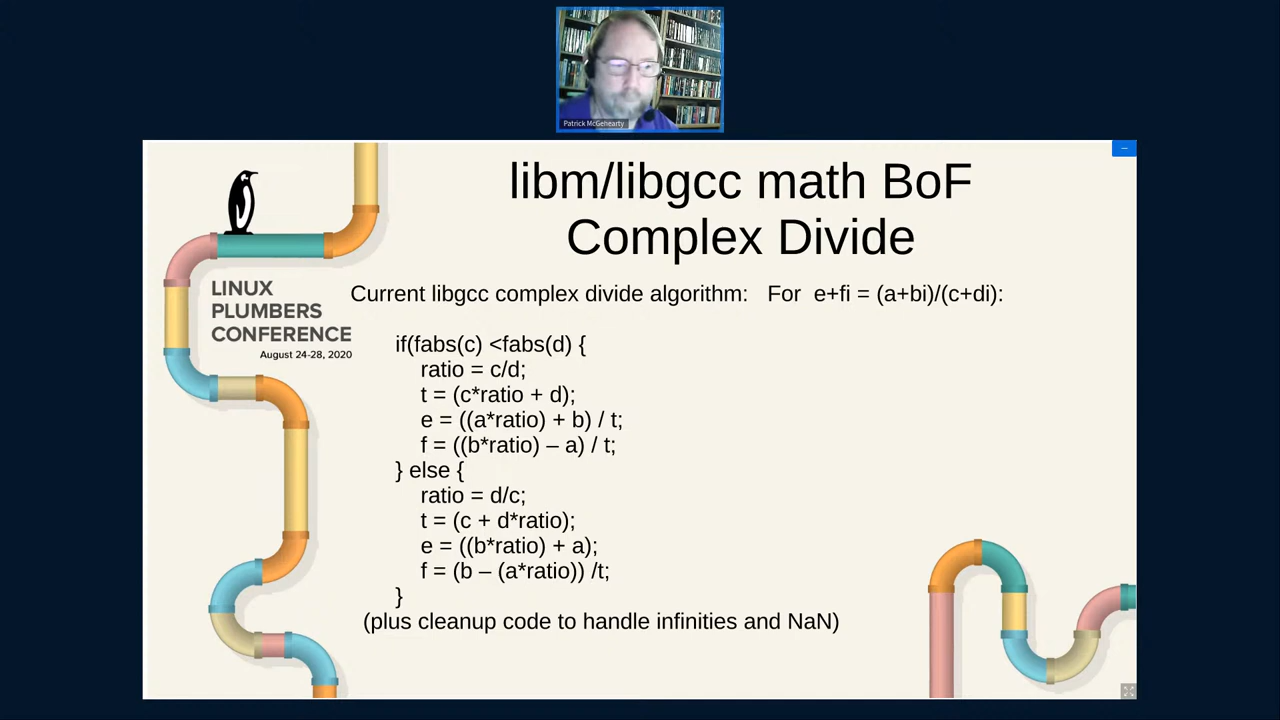 Patrick McGehearty
libm/libgcc math BoF
Complex Divide
LINUX
PLUMBERS
CONFERENCE
August 24-28, 2020
Current libgcc complex divide algorithm:   For  e+fi = (a+bi)/(c+di):
if(fabs(c) <fabs(d) {
ratio = c/d;
t = (c*ratio + d);
e = ((a*ratio) + b) / t;
f = ((b*ratio) – a) / t;
} else {
ratio = d/c;
t = (c + d*ratio);
e = ((b*ratio) + a);
f = (b – (a*ratio)) /t;
}
(plus cleanup code to handle infinities and NaN)